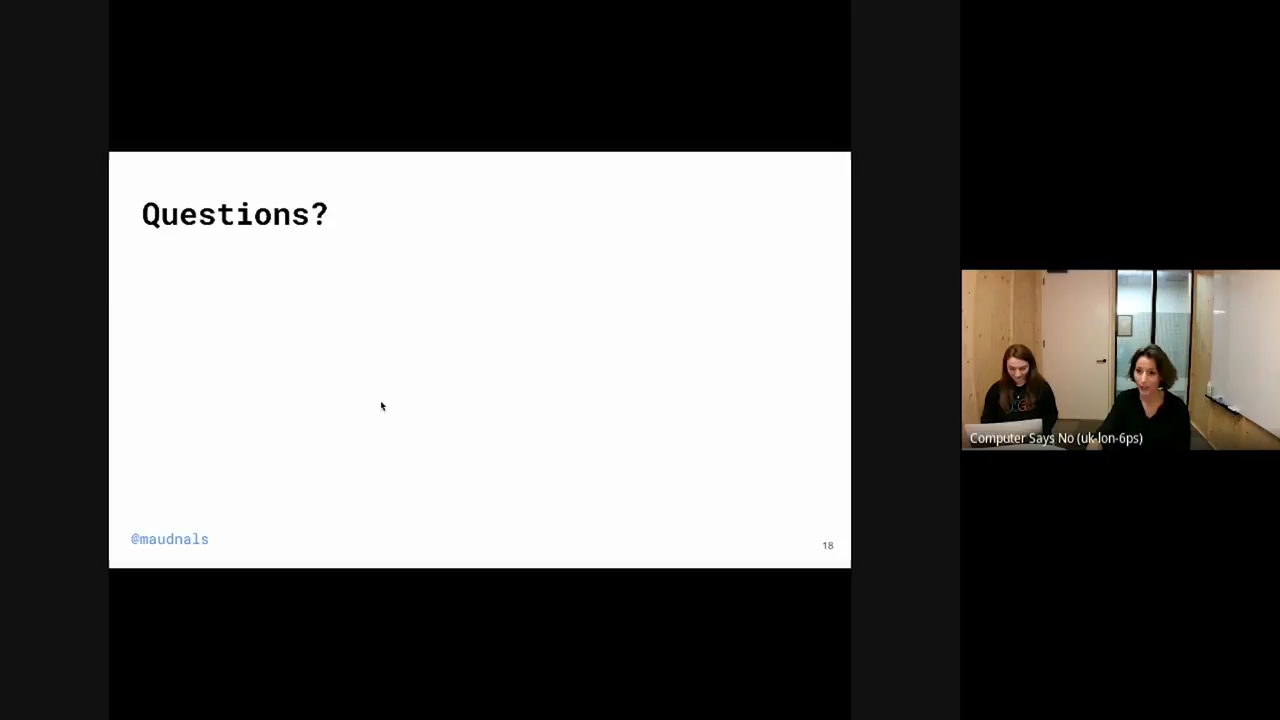 Questions?
@maudnals
18
Computer Says No (uk-lon-6ps)